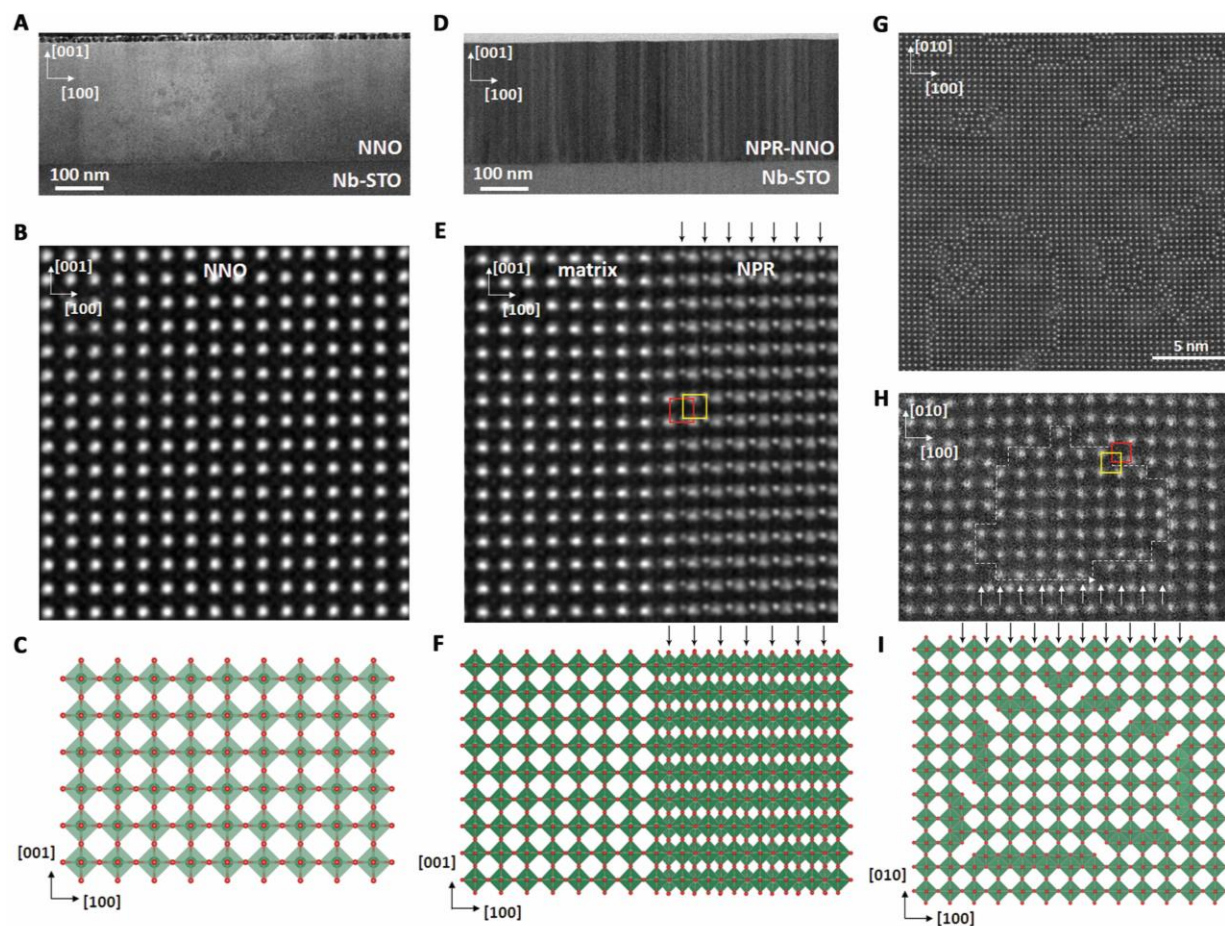 A
[001]
[100]
NNO
Nb-STO
100 nm
B
[001]
NNO
[100]
C
[001]
[100]
D
[001]
[100]
NPR-NNO
Nb-STO
100 nm
E
[001]
matrix
NPR
[100]
F
[001]
[100]
G
[010]
[100]
5 nm
H
[010]
[100]
I
[010]
[100]